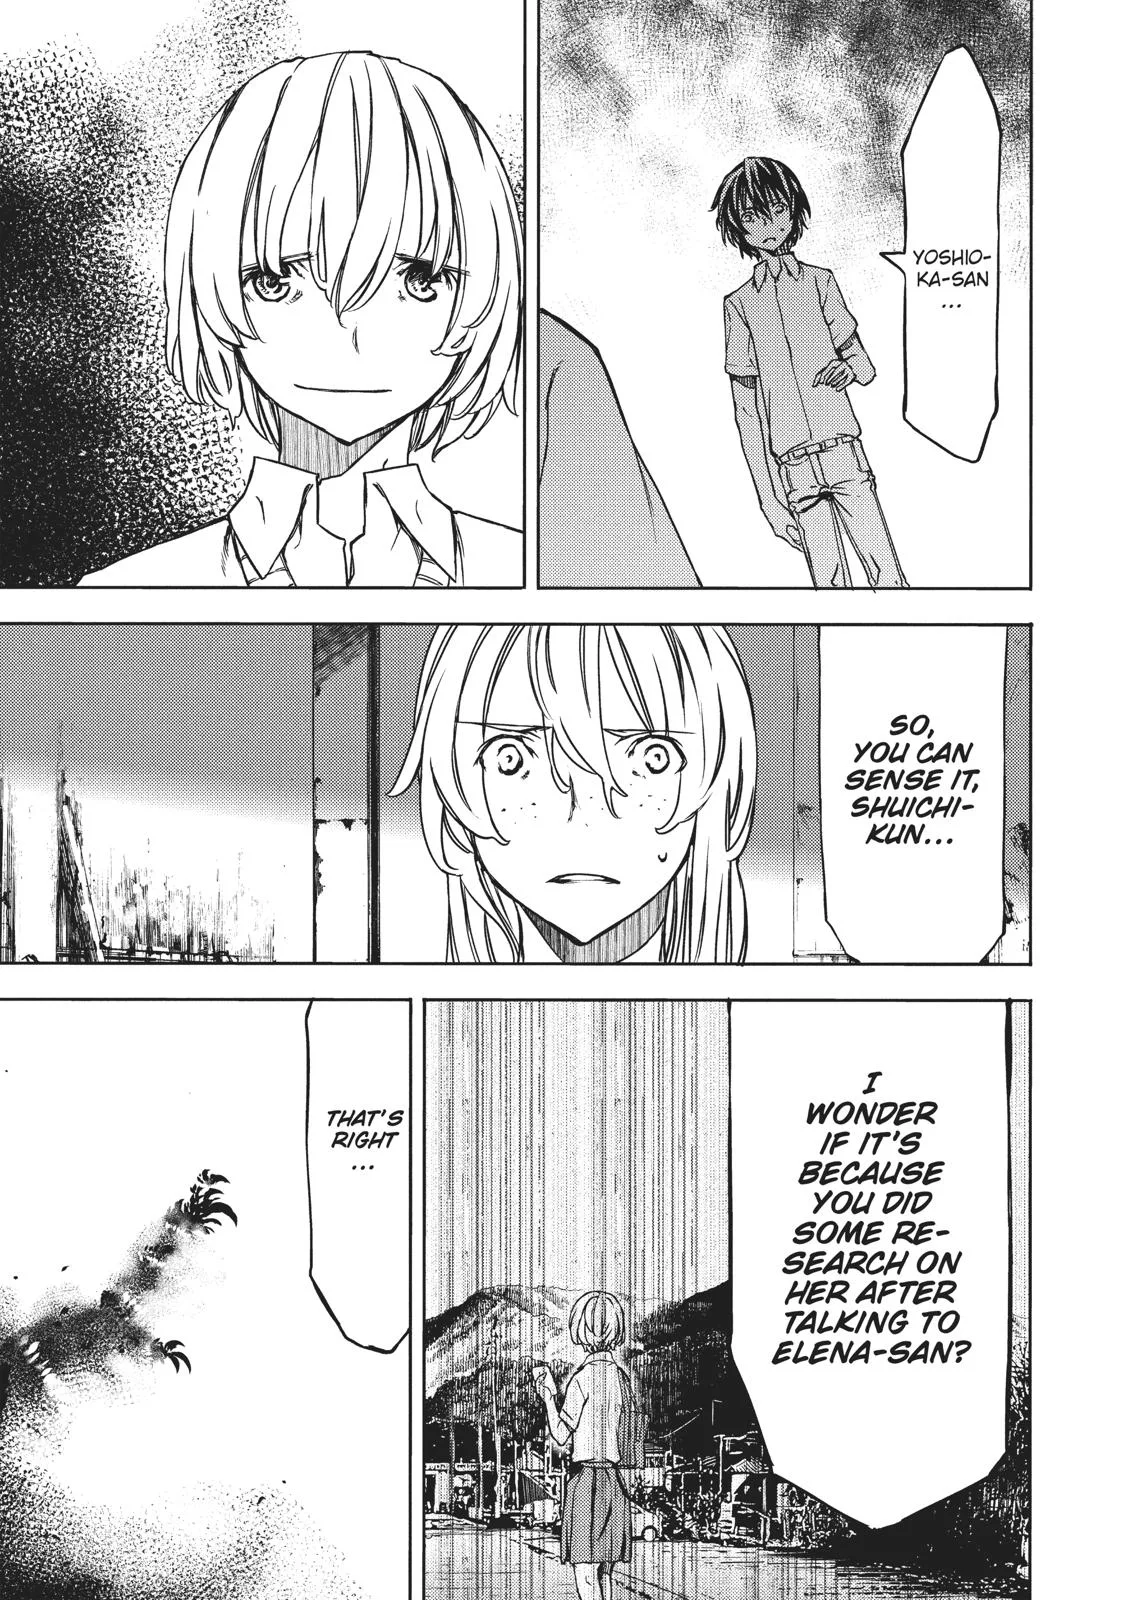 YOSHIO-
KA-SAN
...
SO,
YOU CAN
SENSE IT,
SHUICHI-
KUN...
I
WONDER
IF IT'S
BECAUSE
YOU DID
SOME RE-
SEARCH ON
HER AFTER
TALKING TO
ELENA-SAN?
THAT'S
RIGHT
...